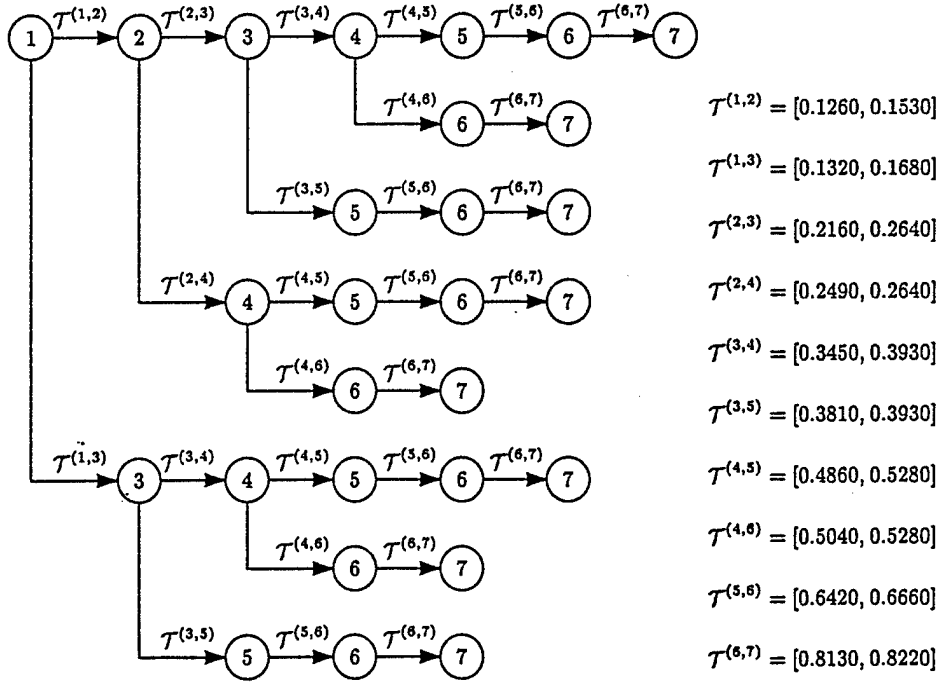 1 𝒯^(1,2) 2 𝒯^(2,3) 3 𝒯^(3,4) 4 𝒯^(4,5) 5 𝒯^(5,6) 6 𝒯^(6,7) 7
𝒯^(4,6) 6 𝒯^(6,7) 7
𝒯^(3,5) 5 𝒯^(5,6) 6 𝒯^(6,7) 7
𝒯^(2,4) 4 𝒯^(4,5) 5 𝒯^(5,6) 6 𝒯^(6,7) 7
𝒯^(4,6) 6 𝒯^(6,7) 7
𝒯^(1,3) 3 𝒯^(3,4) 4 𝒯^(4,5) 5 𝒯^(5,6) 6 𝒯^(6,7) 7
𝒯^(4,6) 6 𝒯^(6,7) 7
𝒯^(3,5) 5 𝒯^(5,6) 6 𝒯^(6,7) 7
𝒯^(1,2) = [0.1260, 0.1530]
𝒯^(1,3) = [0.1320, 0.1680]
𝒯^(2,3) = [0.2160, 0.2640]
𝒯^(2,4) = [0.2490, 0.2640]
𝒯^(3,4) = [0.3450, 0.3930]
𝒯^(3,5) = [0.3810, 0.3930]
𝒯^(4,5) = [0.4860, 0.5280]
𝒯^(4,6) = [0.5040, 0.5280]
𝒯^(5,6) = [0.6420, 0.6660]
𝒯^(6,7) = [0.8130, 0.8220]